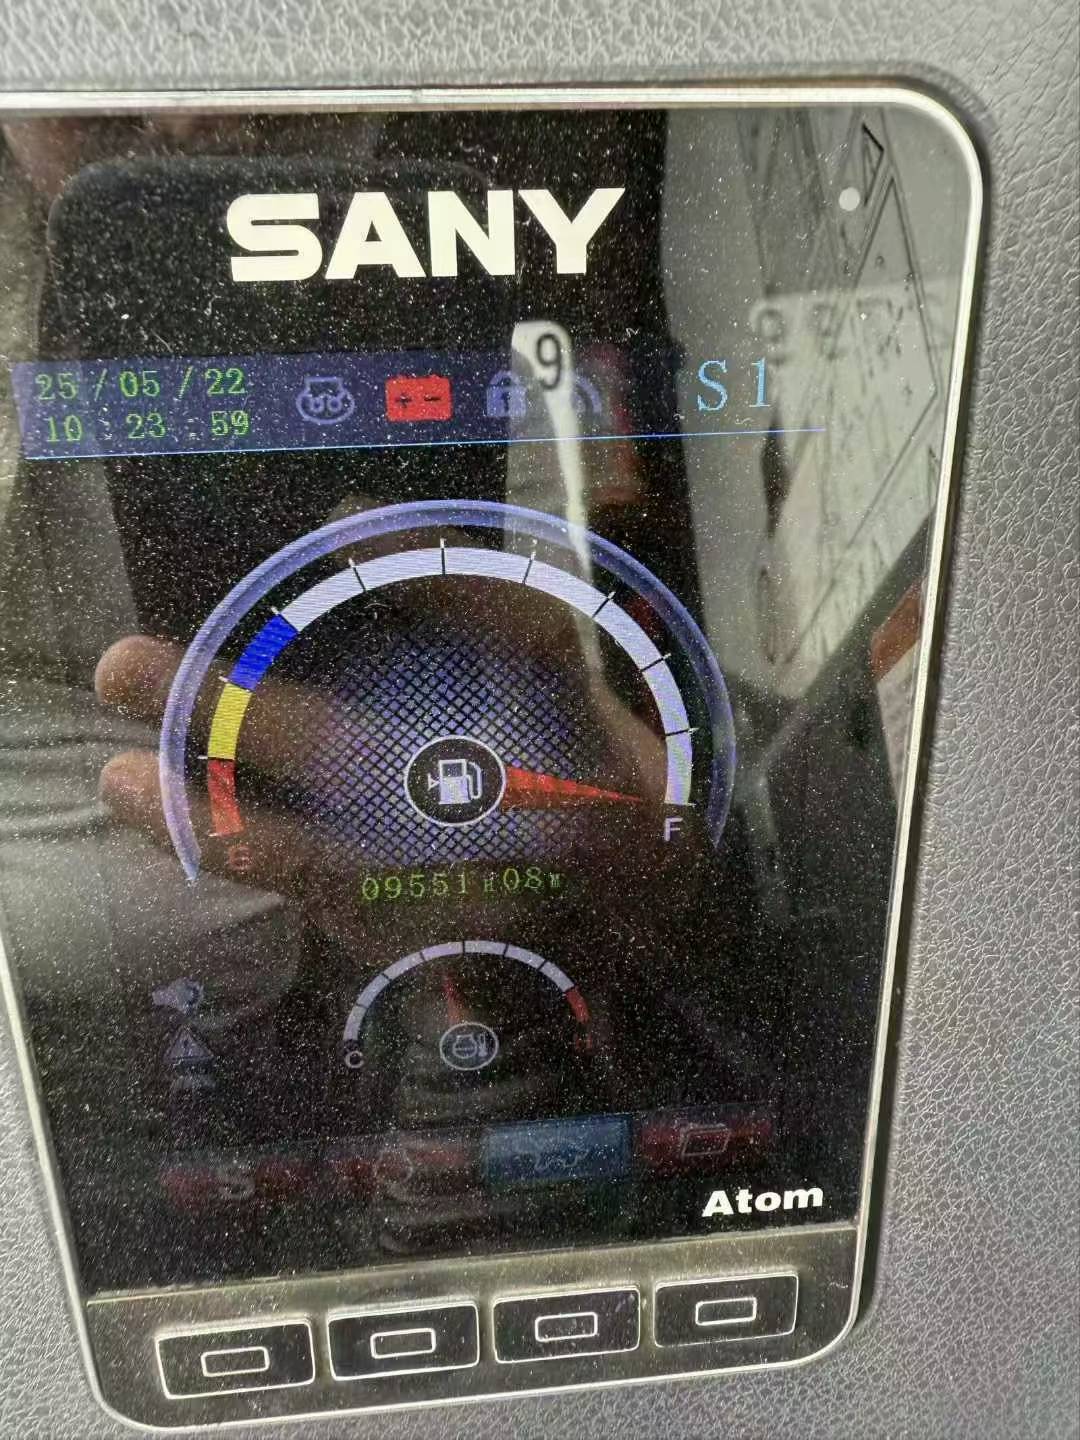 SANY
25/05/22
10:23:59
S1
F
09551H08M
C
S
Atom